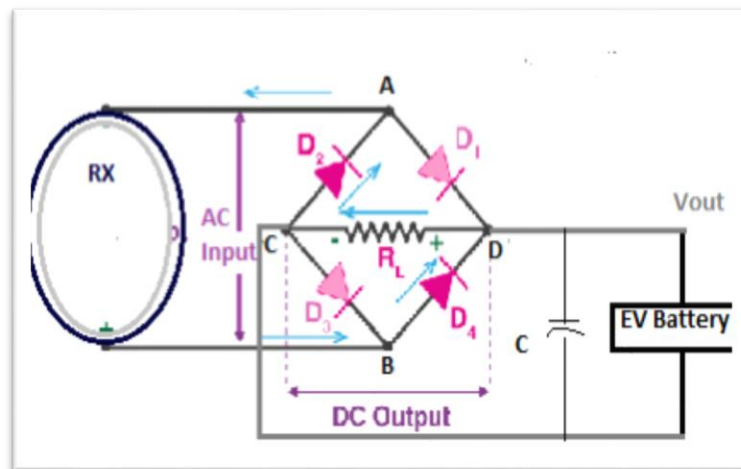 A
D2
D1
RX
AC
Input
Vout
C
-
+
D
RL
D3
D4
+
C
EV Battery
B
DC Output